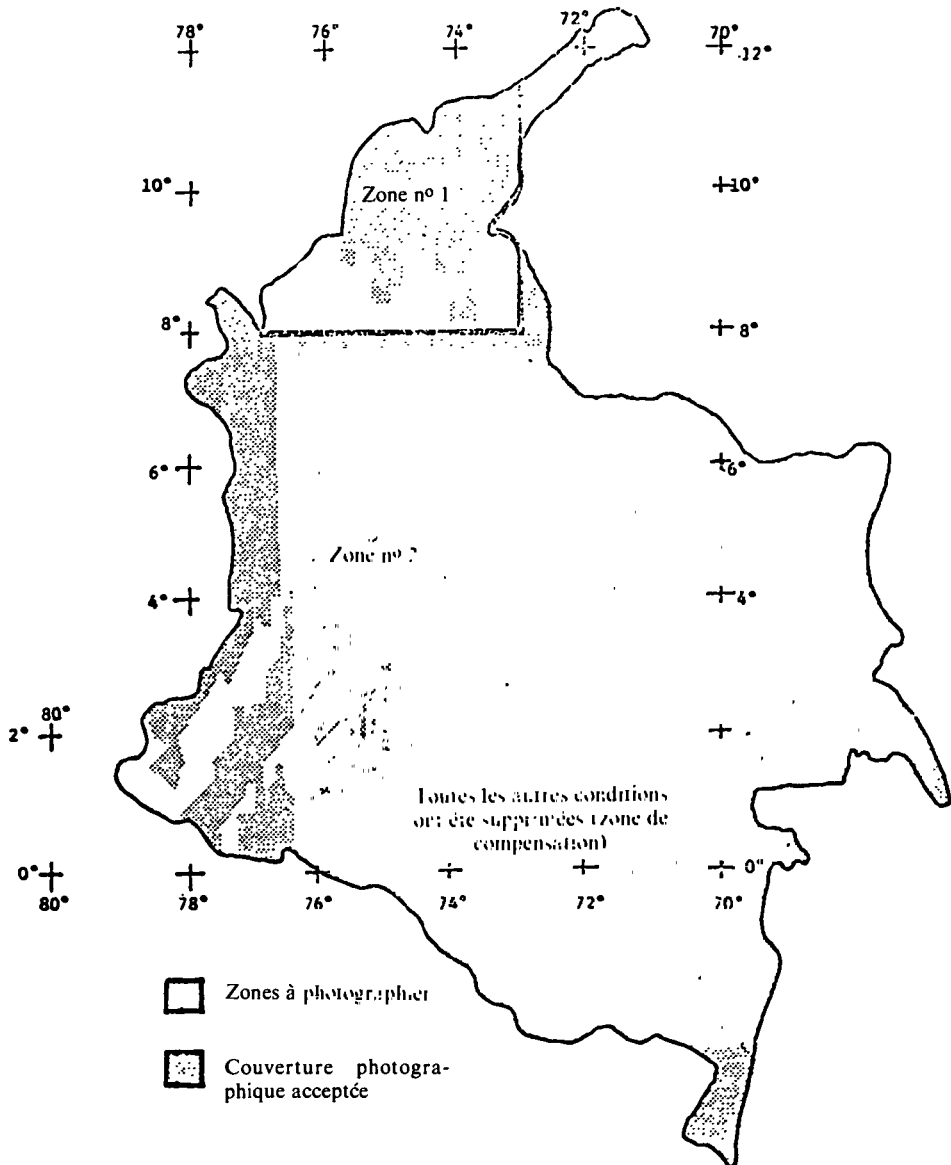 78° 76° 74° 72° 70°
12°
10° 10°
Zone nº 1
8° 8°
6° 6°
Zone nº 2
4° 4°
80°
2°
Toutes les autres conditions
ont été supprimées (zone de
compensation)
0° 0°
80° 78° 76° 74° 72° 70°
Zones à photographier
Couverture photogra-
phique acceptée